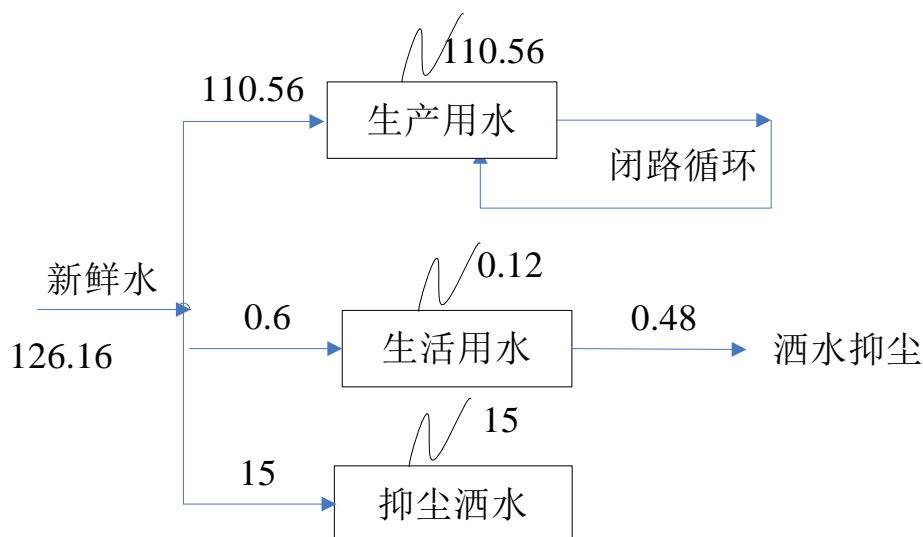 110.56
110.56
生产用水
闭路循环
新鲜水
0.12
0.6
生活用水
0.48
洒水抑尘
126.16
15
15
抑尘洒水